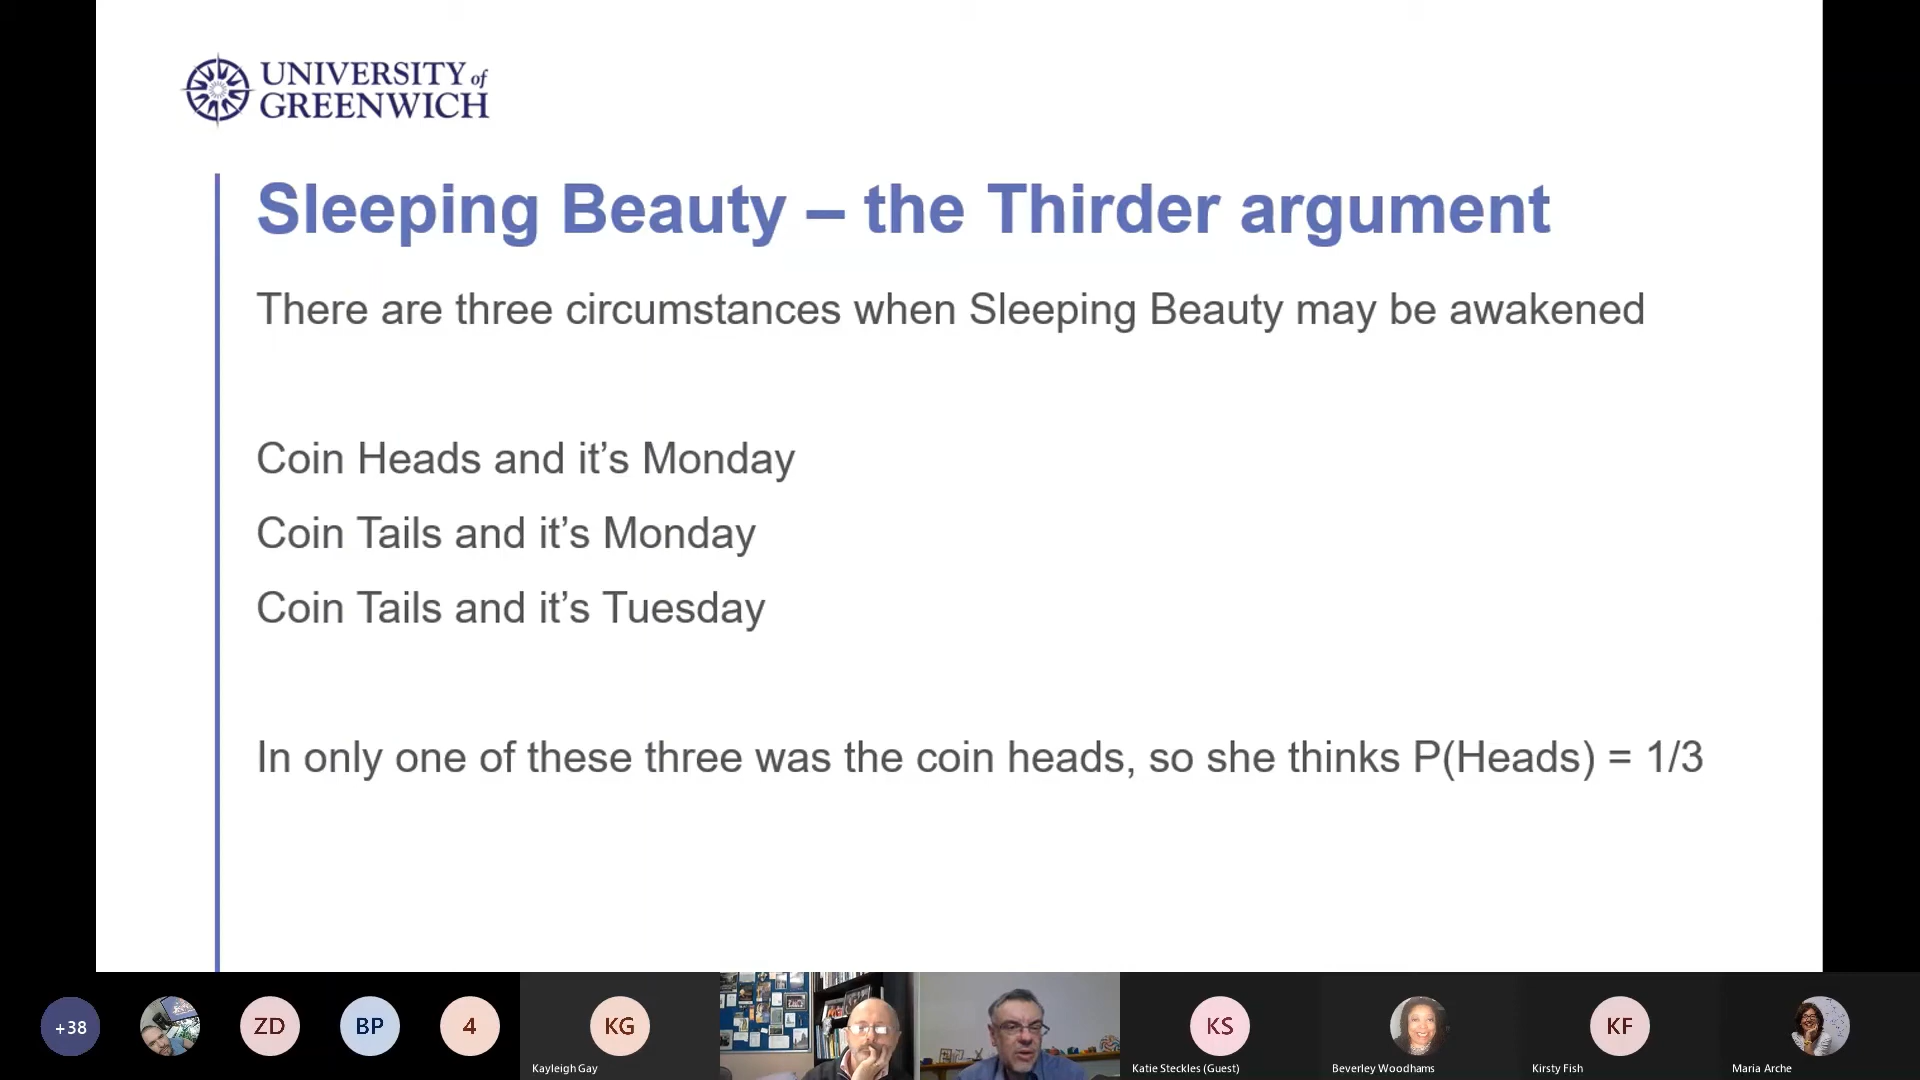 UNIVERSITY of
GREENWICH
Sleeping Beauty – the Thirder argument
There are three circumstances when Sleeping Beauty may be awakened
Coin Heads and it’s Monday
Coin Tails and it’s Monday
Coin Tails and it’s Tuesday
In only one of these three was the coin heads, so she thinks P(Heads) = 1/3
+38
ZD
BP
4
KG
KS
KF
Kayleigh Gay
Katie Steckles (Guest)
Beverley Woodhams
Kirsty Fish
Maria Arche